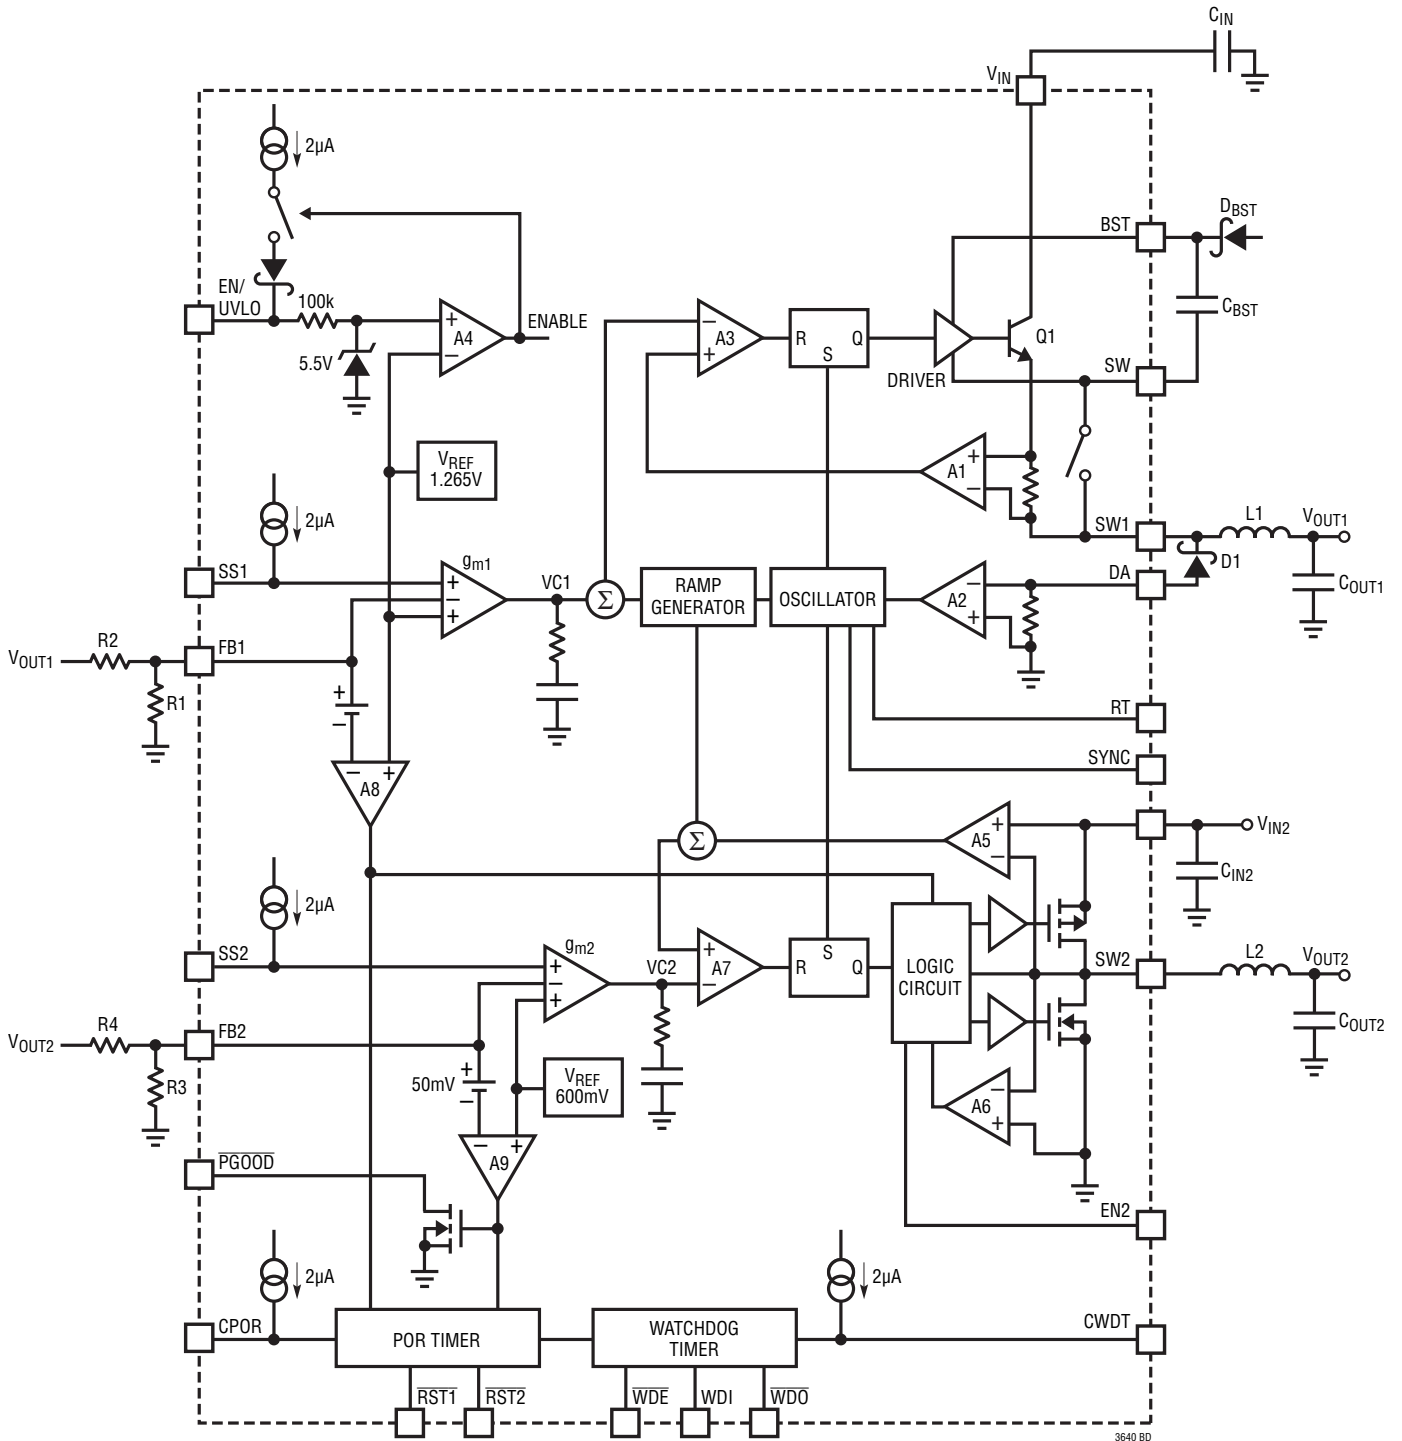 CIN
VIN
2µA
DBST
BST
EN/
UVLO
100k
ENABLE
+
A4
−
5.5V
−
A3
+
R
Q
S
DRIVER
Q1
CBST
SW
VREF
1.265V
A1
+
−
2µA
SW1
L1
VOUT1
D1
COUT1
SS1
gm1
+
−
+
VC1
Σ
RAMP
GENERATOR
OSCILLATOR
A2
−
+
DA
R2
VOUT1
FB1
R1
+
−
RT
SYNC
−
+
A8
Σ
A5
+
−
VIN2
CIN2
2µA
SS2
gm2
+
−
+
VC2
+
A7
−
S
R
Q
LOGIC
CIRCUIT
SW2
L2
VOUT2
COUT2
R4
VOUT2
FB2
R3
50mV
+
−
VREF
600mV
A6
−
+
−
+
A9
PGOOD
EN2
2µA
2µA
CPOR
POR TIMER
WATCHDOG
TIMER
CWDT
RST1
RST2
WDE
WDI
WDO
3640 BD